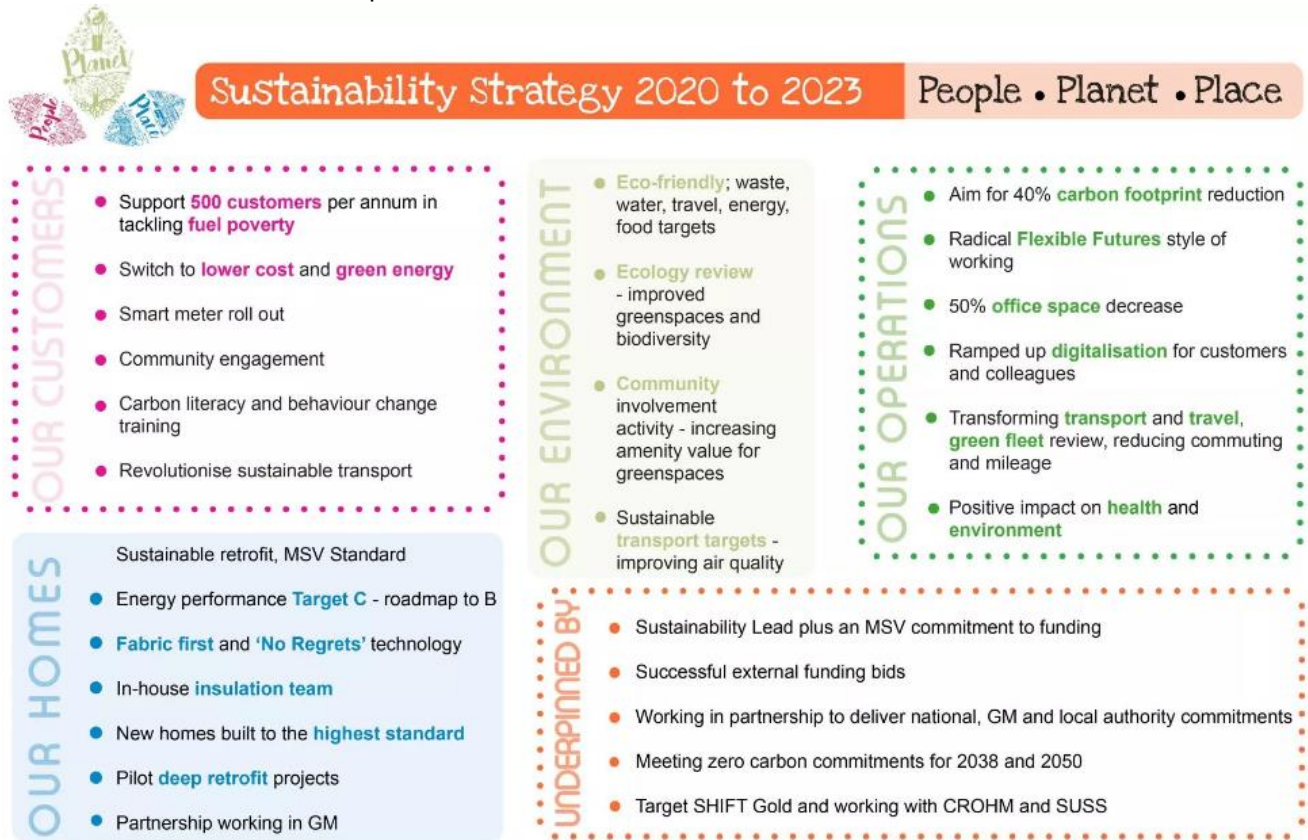 Planet
People
Place
Sustainability Strategy 2020 to 2023
People • Planet • Place
OUR CUSTOMERS
Support 500 customers per annum in
tackling fuel poverty
Switch to lower cost and green energy
Smart meter roll out
Community engagement
Carbon literacy and behaviour change
training
Revolutionise sustainable transport
OUR HOMES
Sustainable retrofit, MSV Standard
Energy performance Target C - roadmap to B
Fabric first and ‘No Regrets’ technology
In-house insulation team
New homes built to the highest standard
Pilot deep retrofit projects
Partnership working in GM
OUR ENVIRONMENT
Eco-friendly; waste,
water, travel, energy,
food targets
Ecology review
- improved
greenspaces and
biodiversity
Community
involvement
activity - increasing
amenity value for
greenspaces
Sustainable
transport targets -
improving air quality
OUR OPERATIONS
Aim for 40% carbon footprint reduction
Radical Flexible Futures style of
working
50% office space decrease
Ramped up digitalisation for customers
and colleagues
Transforming transport and travel,
green fleet review, reducing commuting
and mileage
Positive impact on health and
environment
UNDERPINNED BY
Sustainability Lead plus an MSV commitment to funding
Successful external funding bids
Working in partnership to deliver national, GM and local authority commitments
Meeting zero carbon commitments for 2038 and 2050
Target SHIFT Gold and working with CROHM and SUSS